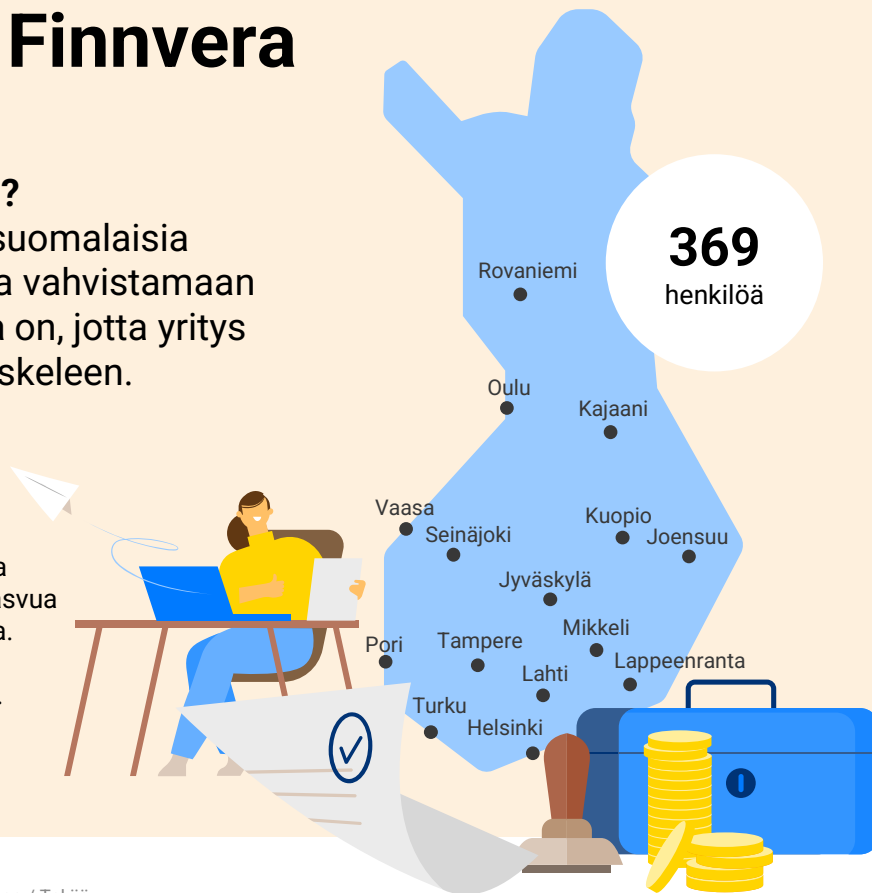 Finnvera
?
suomalaisia
a vahvistamaan
on, jotta yritys
skeleen.
369
henkilöä
Rovaniemi
Oulu
Kajaani
Vaasa
Seinäjoki
Kuopio
Joensuu
Jyväskylä
Mikkeli
Pori
Tampere
Lappeenranta
Lahti
Turku
Helsinki
a
asvua
a.
.